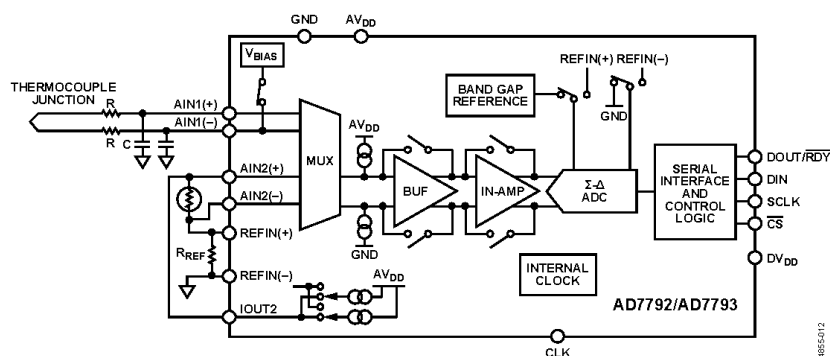 GND AVDD
VBIAS
REFIN(+) REFIN(–)
THERMOCOUPLE
JUNCTION
R
AIN1(+)
BAND GAP
REFERENCE
GND
AIN1(–)
R
C
AVDD
MUX
DOUT/RDY
AIN2(+)
SERIAL
INTERFACE
AND
CONTROL
LOGIC
DIN
BUF
IN-AMP
Σ-Δ
ADC
SCLK
AIN2(–)
CS
REFIN(+)
GND
DVDD
RREF
INTERNAL
CLOCK
REFIN(–)
AVDD
IOUT2
AD7792/AD7793
CLK